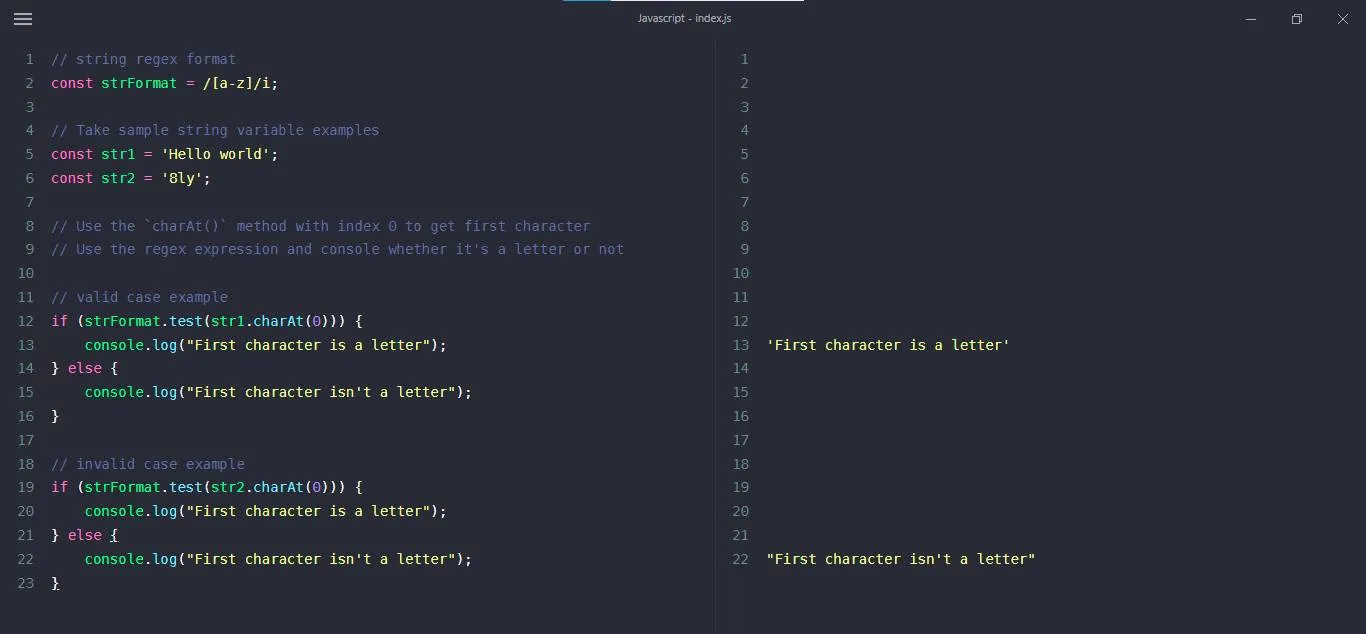 Javascript - index.js
1 // string regex format
2 const strFormat = /[a-z]/i;
3
4 // Take sample string variable examples
5 const str1 = 'Hello world';
6 const str2 = '8ly';
7
8 // Use the `charAt()` method with index 0 to get first character
9 // Use the regex expression and console whether it's a letter or not
10
11 // valid case example
12 if (strFormat.test(str1.charAt(0))) {
13     console.log("First character is a letter");
14 } else {
15     console.log("First character isn't a letter");
16 }
17
18 // invalid case example
19 if (strFormat.test(str2.charAt(0))) {
20     console.log("First character is a letter");
21 } else {
22     console.log("First character isn't a letter");
23 }
1
2
3
4
5
6
7
8
9
10
11
12
13 'First character is a letter'
14
15
16
17
18
19
20
21
22 "First character isn't a letter"